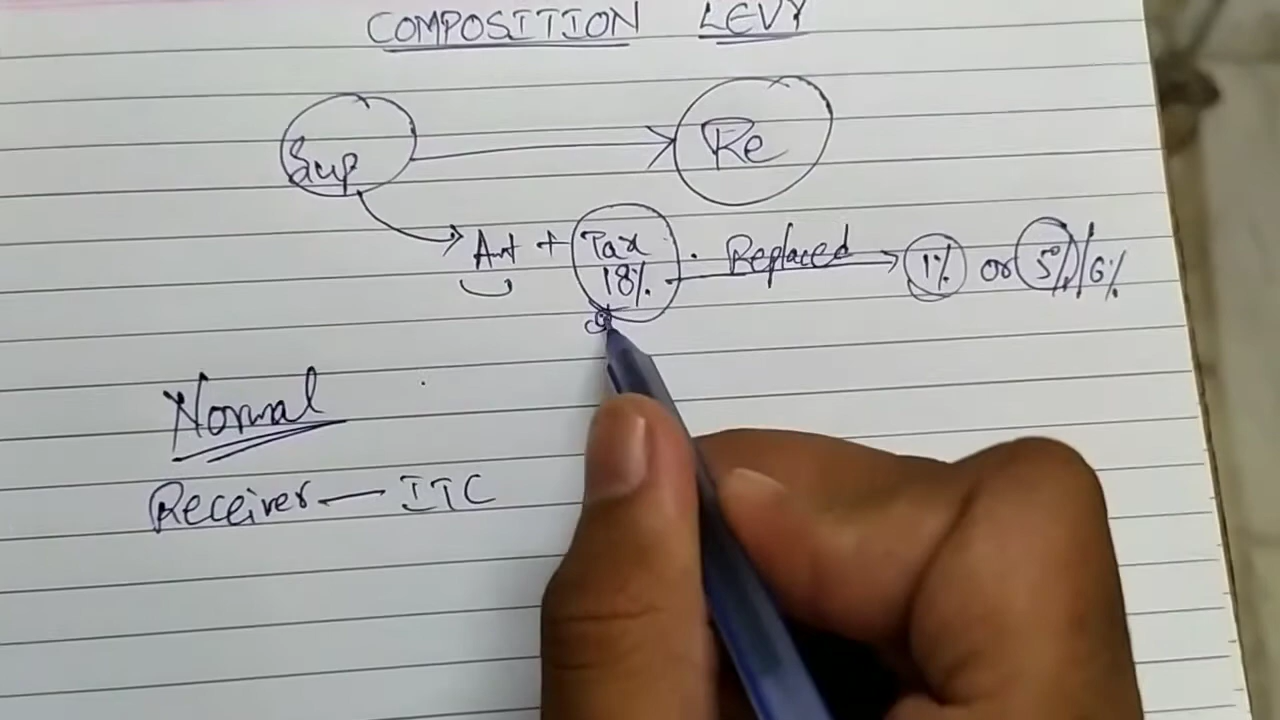 COMPOSITION LEVY
Sup Re
Amt + Tax . Replaced 1% or 5%/6%
18%.
Normal
Receiver — ITC